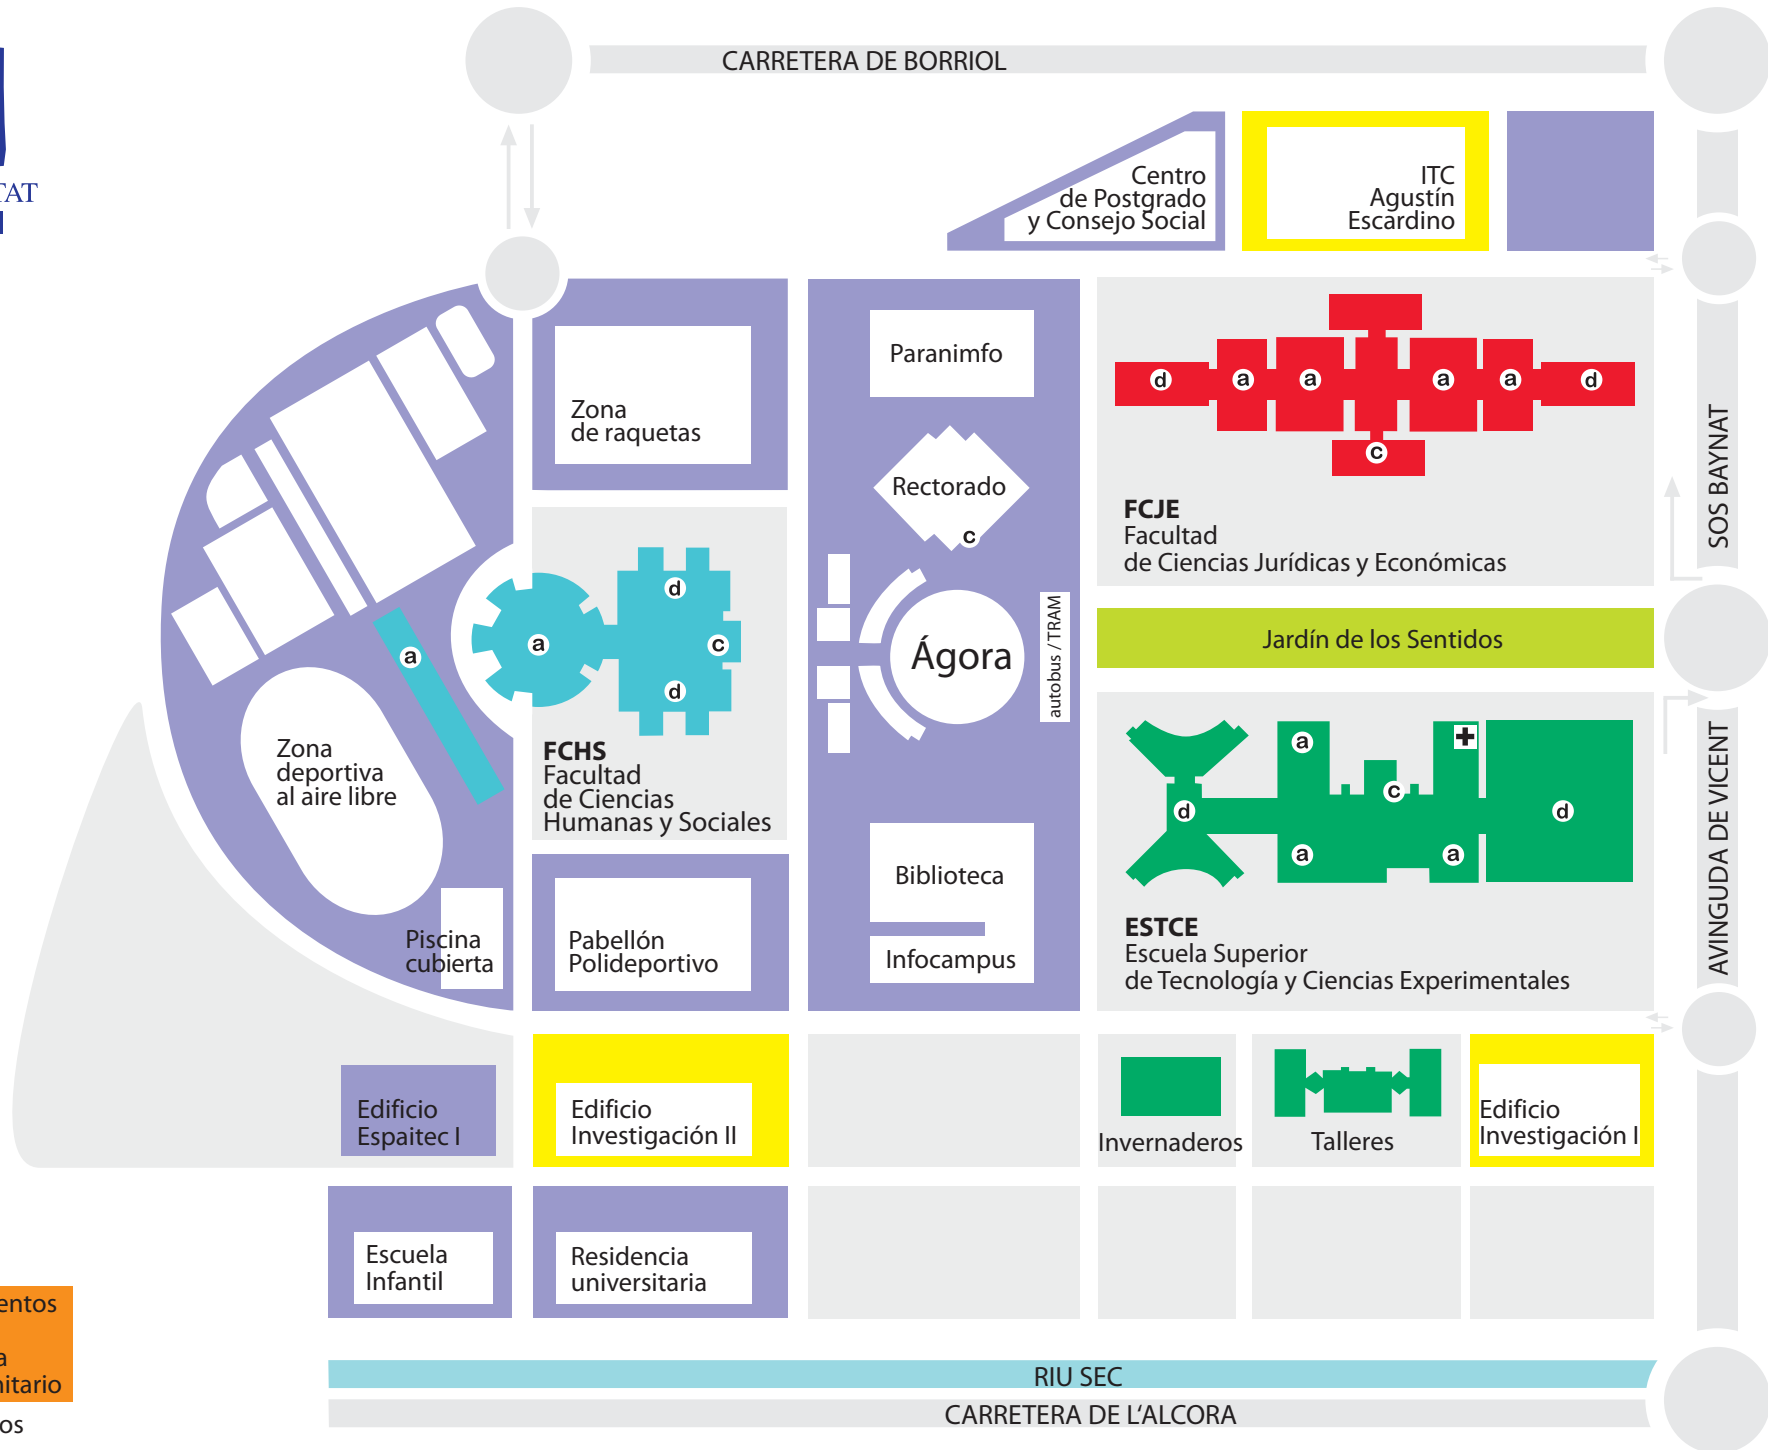 CARRETERA DE BORRIOL
TAT
Centro
de Postgrado
y Consejo Social
ITC
Agustín
Escardino
Paranimfo
Zona
de raquetas
d
a
a
a
a
d
c
Rectorado
c
FCJE
Facultad
de Ciencias Jurídicas y Económicas
SOS BAYNAT
AVINGUDA DE VICENT
Jardín de los Sentidos
autobus / TRAM
Ágora
a
a
d
c
d
FCHS
Facultad
de Ciencias
Humanas y Sociales
Zona
deportiva
al aire libre
a
d
c
d
a
a
ESTCE
Escuela Superior
de Tecnología y Ciencias Experimentales
Biblioteca
Infocampus
Piscina
cubierta
Pabellón
Polideportivo
Edificio
Espaitec I
Edificio
Investigación II
Invernaderos
Talleres
Edificio
Investigación I
Escuela
Infantil
Residencia
universitaria
entos
a
nitario
os
RIU SEC
CARRETERA DE L'ALCORA